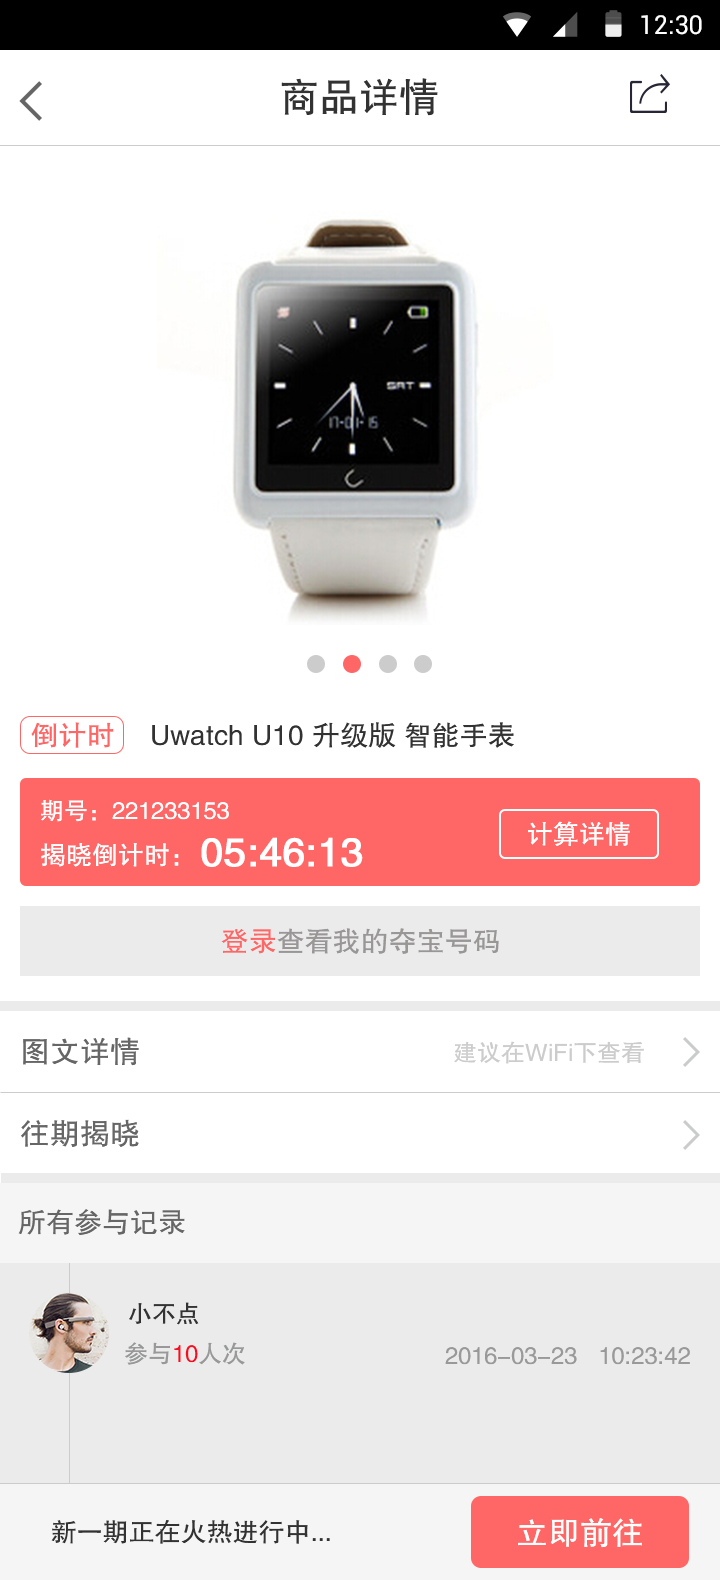 12:30
商品详情
SAT
17-01-15
倒计时 Uwatch U10 升级版 智能手表
期号：221233153
揭晓倒计时：05:46:13
计算详情
登录查看我的夺宝号码
图文详情 建议在WiFi下查看
往期揭晓
所有参与记录
小不点
参与10人次 2016-03-23 10:23:42
新一期正在火热进行中... 立即前往